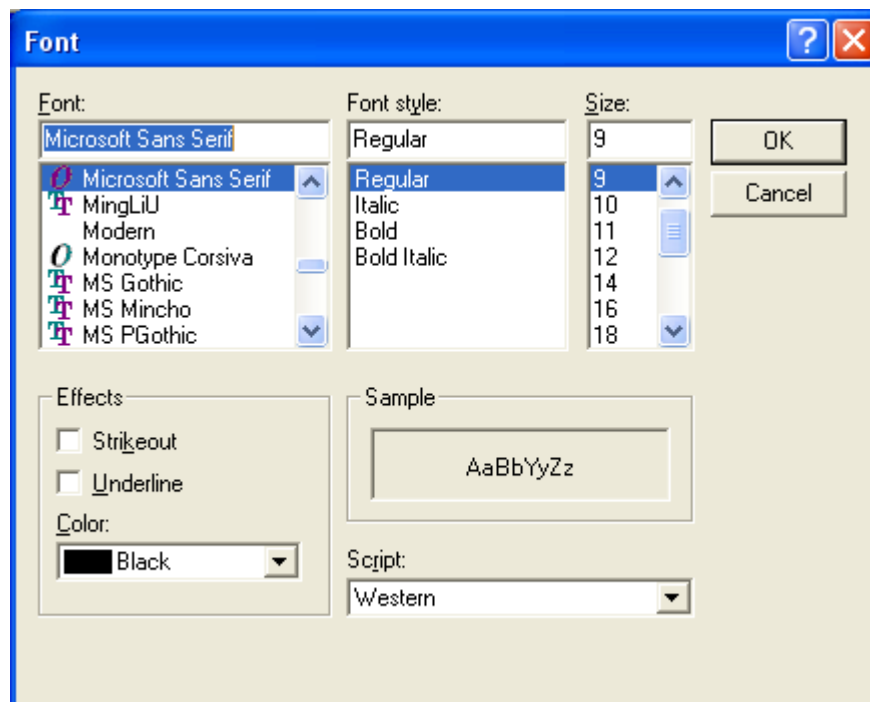 Font
Font:
Microsoft Sans Serif
Microsoft Sans Serif
MingLiU
Modern
Monotype Corsiva
MS Gothic
MS Mincho
MS PGothic
Font style:
Regular
Regular
Italic
Bold
Bold Italic
Size:
9
9
10
11
12
14
16
18
OK
Cancel
Effects
Strikeout
Underline
Color:
Black
Sample
AaBbYyZz
Script:
Western